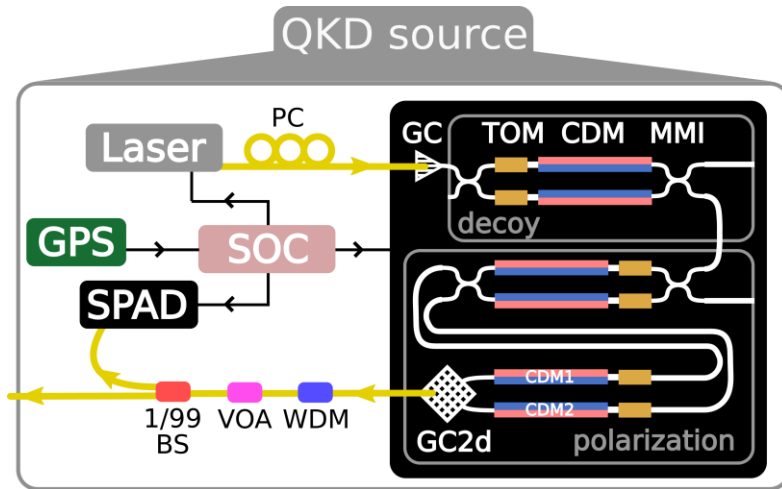 QKD source
PC
Laser
GC
TOM CDM MMI
decoy
GPS
SOC
SPAD
CDM1
CDM2
1/99
BS
VOA
WDM
GC2d
polarization